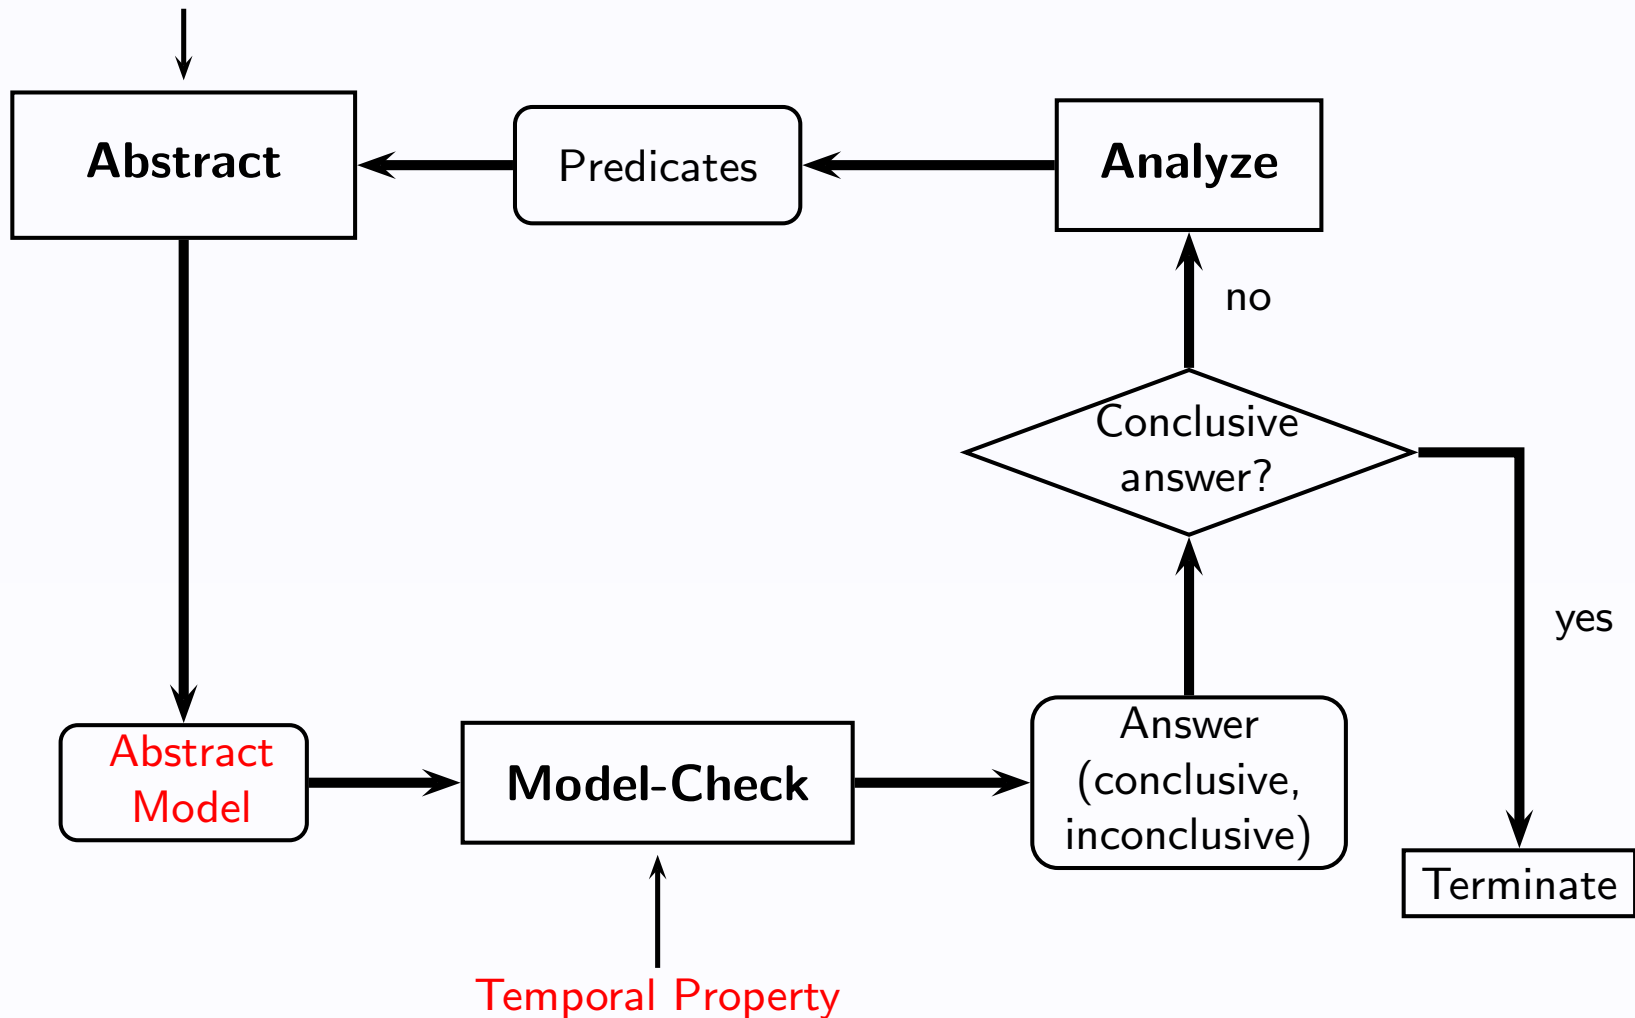 Abstract
Predicates
Analyze
no
Conclusive
answer?
yes
Abstract
Model
Model-Check
Answer
(conclusive,
inconclusive)
Terminate
Temporal Property